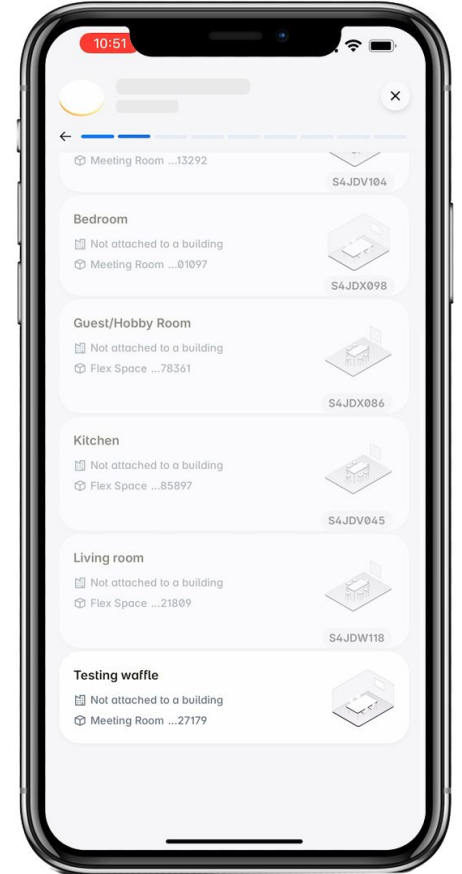 10:51
Meeting Room ...13292
S4JDV104
Bedroom
Not attached to a building
Meeting Room ...01097
S4JDX098
Guest/Hobby Room
Not attached to a building
Flex Space ...78361
S4JDX086
Kitchen
Not attached to a building
Flex Space ...85897
S4JDV045
Living room
Not attached to a building
Flex Space ...21809
S4JDW118
Testing waffle
Not attached to a building
Meeting Room ...27179